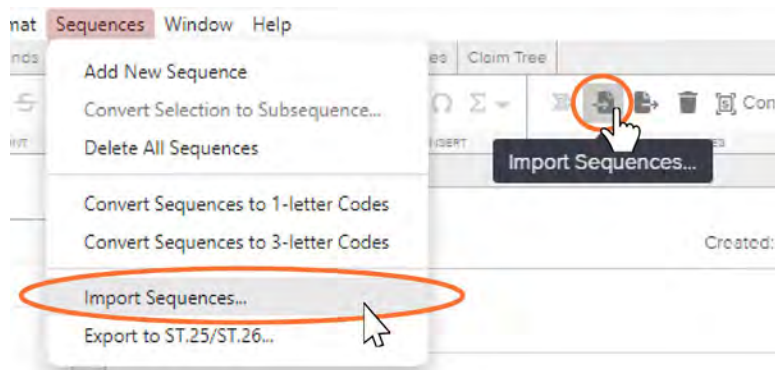 mat Sequences Window Help
nds
es Claim Tree
Add New Sequence
Convert Selection to Subsequence...
Delete All Sequences
Convert Sequences to 1-letter Codes
Convert Sequences to 3-letter Codes
Import Sequences...
Export to ST.25/ST.26...
S Ω Σ
[s] Con
NSERT
ES
Import Sequences...
Created: